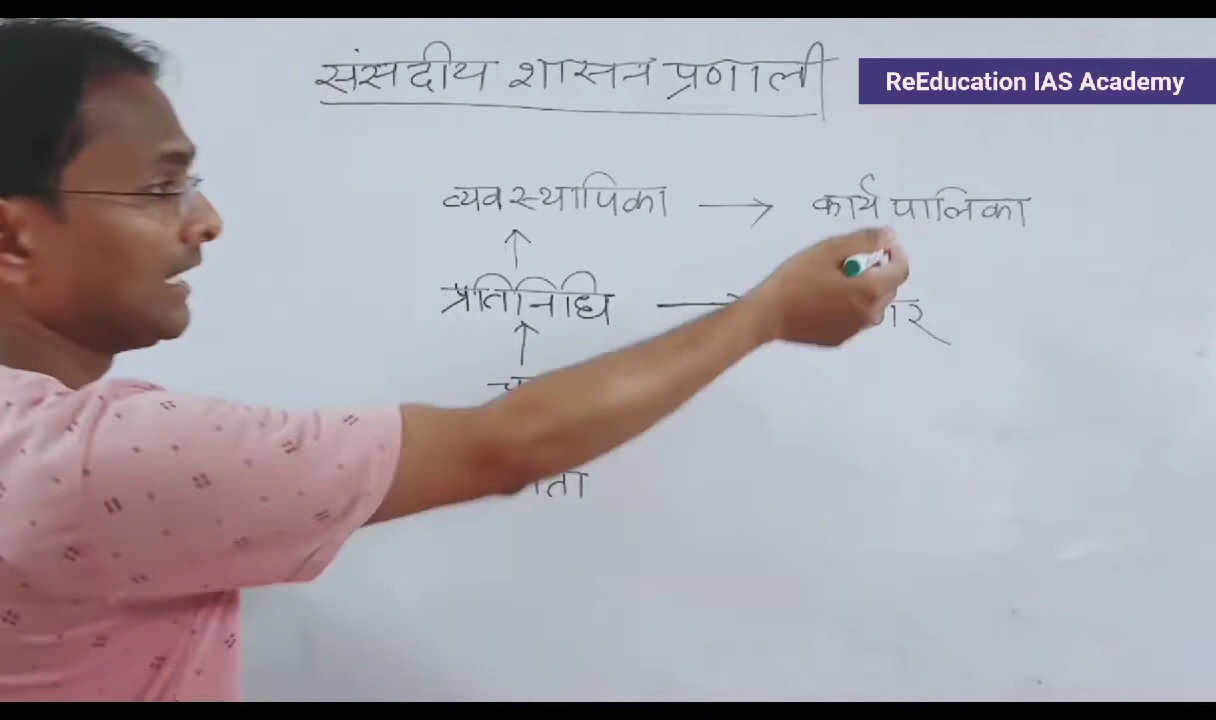 संसदीय शासन प्रणाली
ReEducation IAS Academy
व्यवस्थापिका → कार्यपालिका
↑
प्रतिनिधि →
↑